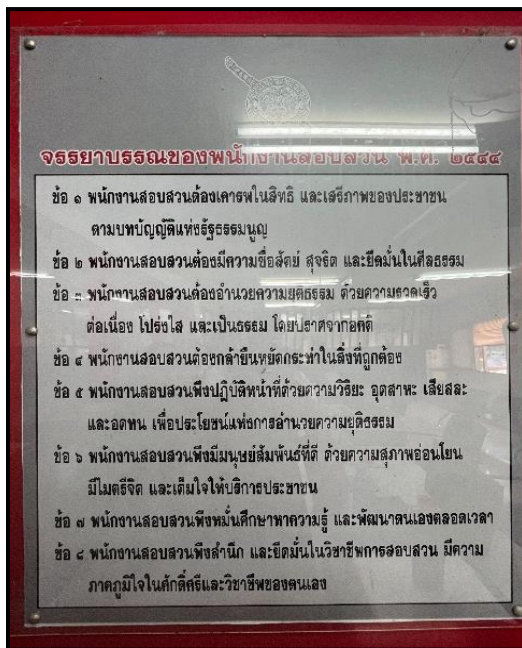 จรรยาบรรณของพนักงานสอบสวน พ.ศ. ๒๕๔๔
ข้อ ๑ พนักงานสอบสวนต้องเคารพในสิทธิ และเสรีภาพของประชาชน
ตามบทบัญญัติแห่งรัฐธรรมนูญ
ข้อ ๒ พนักงานสอบสวนต้องมีความซื่อสัตย์ สุจริต และยึดมั่นในศีลธรรม
ข้อ ๓ พนักงานสอบสวนต้องอำนวยความยุติธรรม ด้วยความรวดเร็ว
ต่อเนื่อง โปร่งใส และเป็นธรรม โดยปราศจากอคติ
ข้อ ๔ พนักงานสอบสวนต้องกล้ายืนหยัดกระทำในสิ่งที่ถูกต้อง
ข้อ ๕ พนักงานสอบสวนพึงปฏิบัติหน้าที่ด้วยความวิริยะ อุตสาหะ เสียสละ
และอดทน เพื่อประโยชน์แห่งการอำนวยความยุติธรรม
ข้อ ๖ พนักงานสอบสวนพึงมีมนุษย์สัมพันธ์ที่ดี ด้วยความสุภาพอ่อนโยน
มีไมตรีจิต และเต็มใจให้บริการประชาชน
ข้อ ๗ พนักงานสอบสวนพึงหมั่นศึกษาหาความรู้ และพัฒนาตนเองตลอดเวลา
ข้อ ๘ พนักงานสอบสวนพึงสำนึก และยึดมั่นในวิชาชีพการสอบสวน มีความ
ภาคภูมิใจในศักดิ์ศรีและวิชาชีพของตนเอง